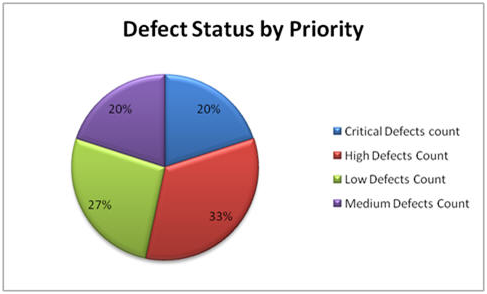 Defect Status by Priority
20%
20%
27%
33%
Critical Defects count
High Defects Count
Low Defects Count
Medium Defects Count